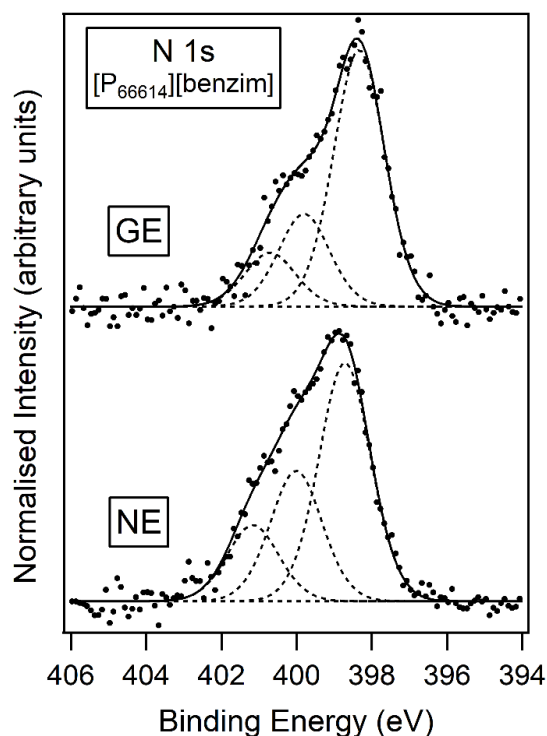 N 1s
[P66614][benzim]
GE
NE
Normalised Intensity (arbitrary units)
406 404 402 400 398 396 394
Binding Energy (eV)